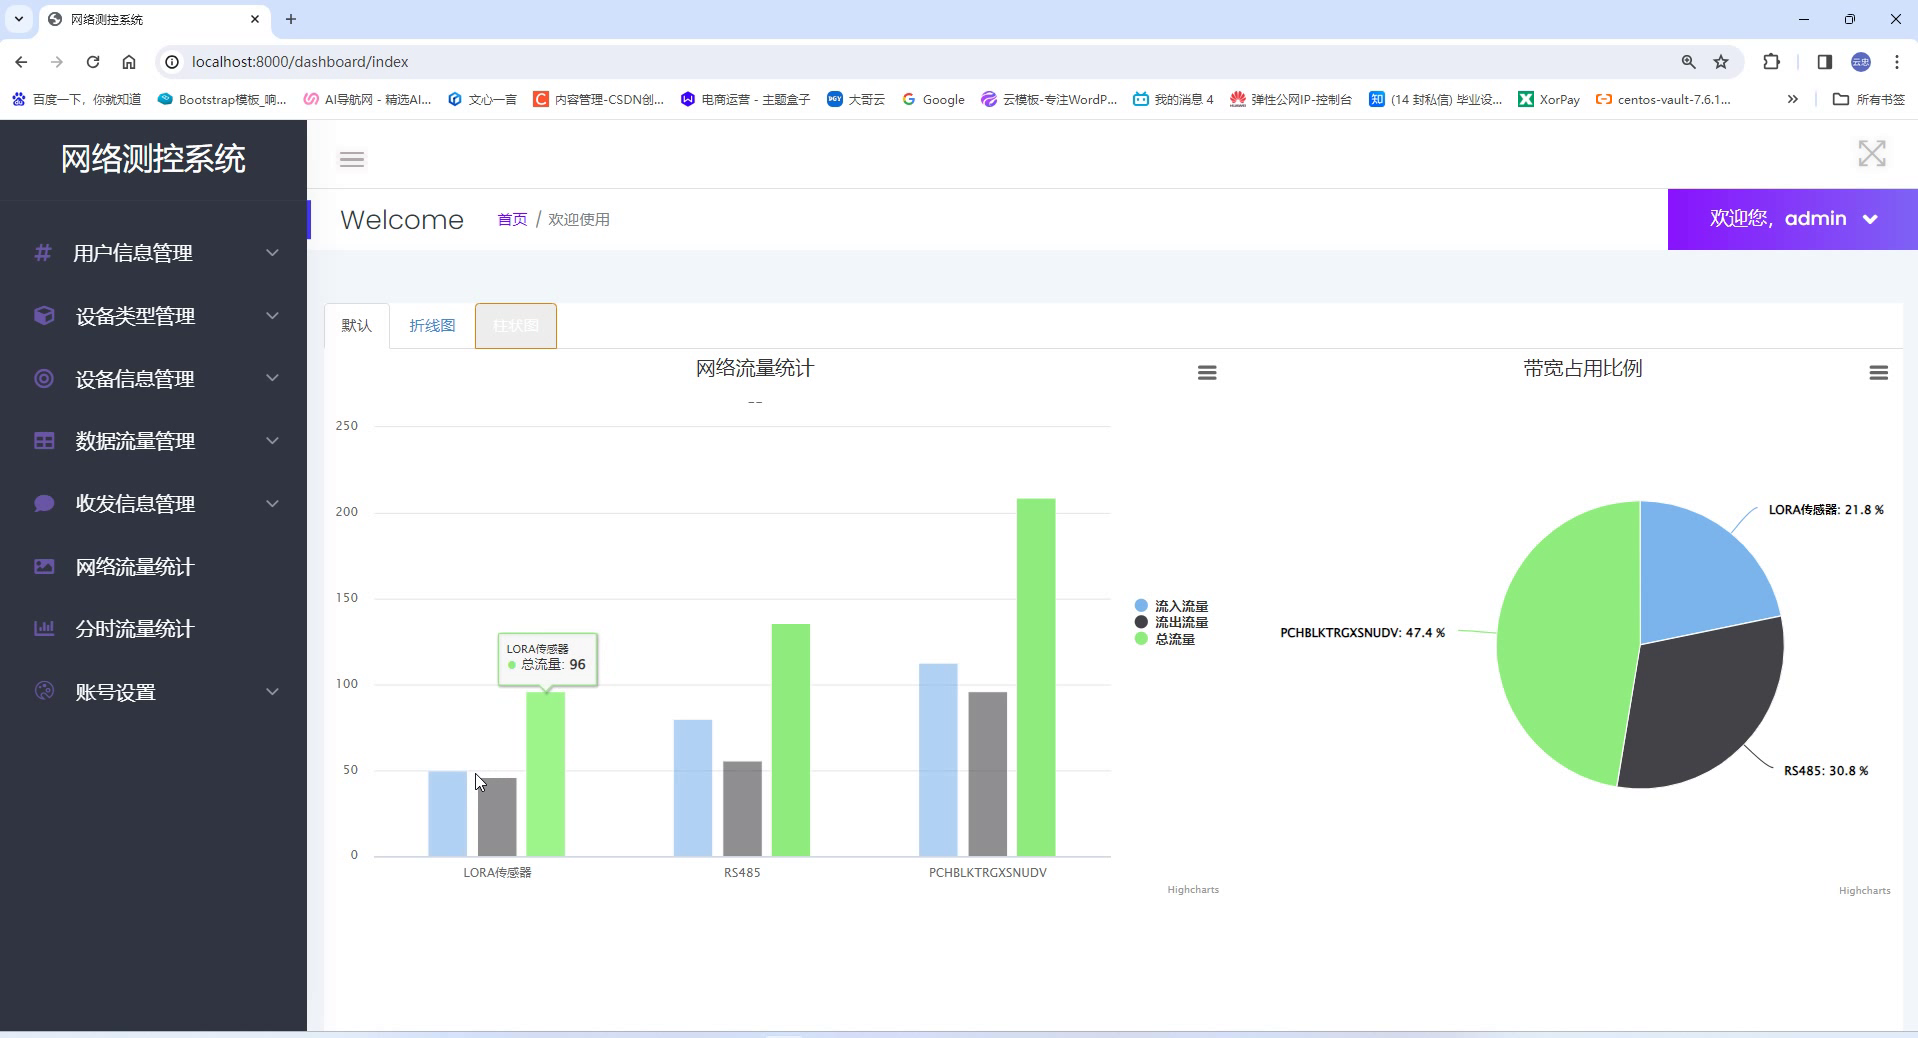 网络测控系统
localhost:8000/dashboard/index
云忠
百度一下，你就知道
Bootstrap模板_响...
AI导航网 - 精选AI...
文心一言
内容管理-CSDN创...
电商运营 - 主题盒子
大哥云
Google
云模板-专注WordP...
我的消息 4
弹性公网IP-控制台
(14 封私信) 毕业设...
XorPay
centos-vault-7.6.1...
所有书签
网络测控系统
Welcome
首页 / 欢迎使用
欢迎您，admin
用户信息管理
设备类型管理
设备信息管理
数据流量管理
收发信息管理
网络流量统计
分时流量统计
账号设置
默认
折线图
柱状图
网络流量统计
--
250
200
150
100
50
0
LORA传感器
总流量: 96
LORA传感器
RS485
PCHBLKTRGXSNUDV
流入流量
流出流量
总流量
Highcharts
带宽占用比例
LORA传感器: 21.8 %
PCHBLKTRGXSNUDV: 47.4 %
RS485: 30.8 %
Highcharts